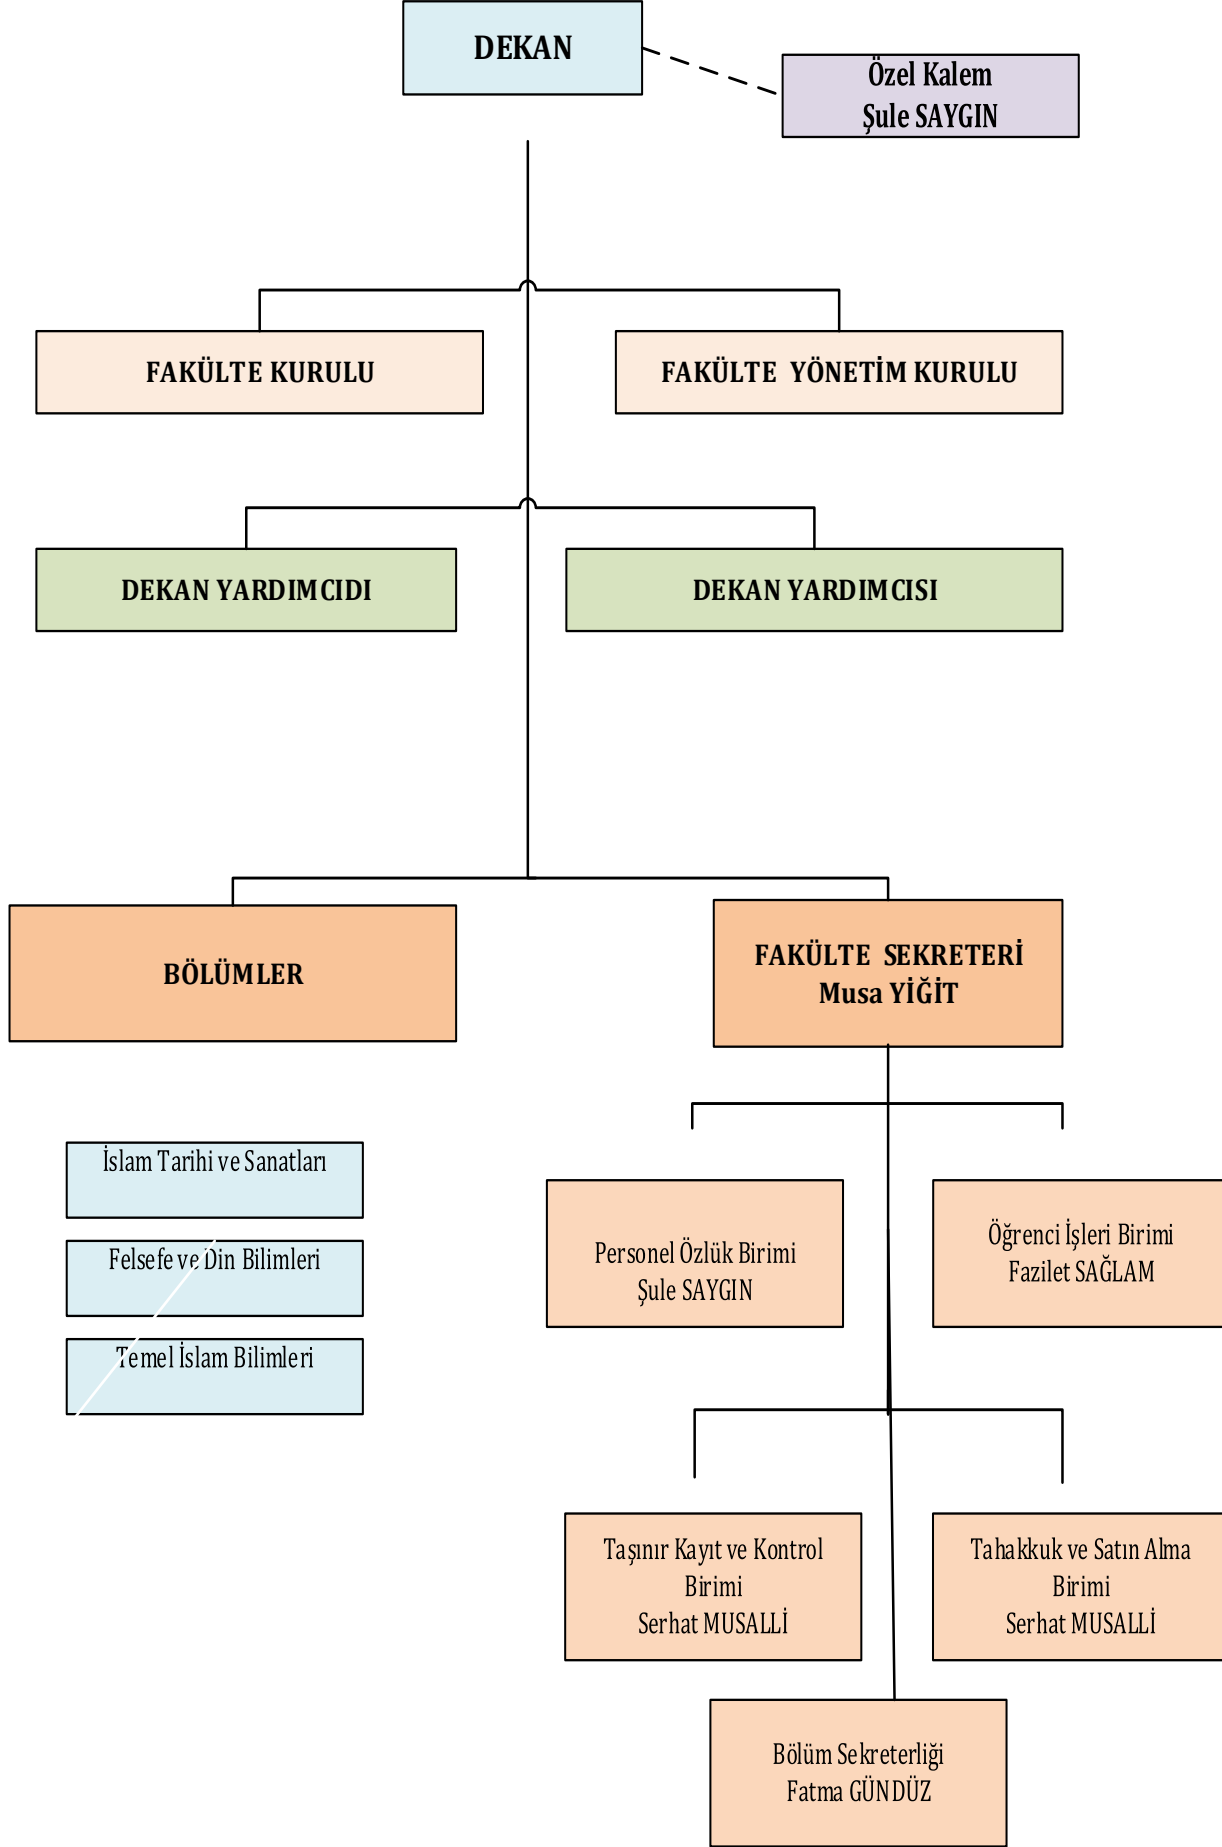 DEKAN
Özel Kalem
Şule SAYGIN
FAKÜLTE KURULU
FAKÜLTE YÖNETİM KURULU
DEKAN YARDIMCIDI
DEKAN YARDIMCISI
BÖLÜMLER
FAKÜLTE SEKRETERİ
Musa YİĞİT
İslam Tarihi ve Sanatları
Felsefe ve Din Bilimleri
Temel İslam Bilimleri
Personel Özlük Birimi
Şule SAYGIN
Öğrenci İşleri Birimi
Fazilet SAĞLAM
Taşınır Kayıt ve Kontrol
Birimi
Serhat MUSALLİ
Tahakkuk ve Satın Alma
Birimi
Serhat MUSALLİ
Bölüm Sekreterliği
Fatma GÜNDÜZ